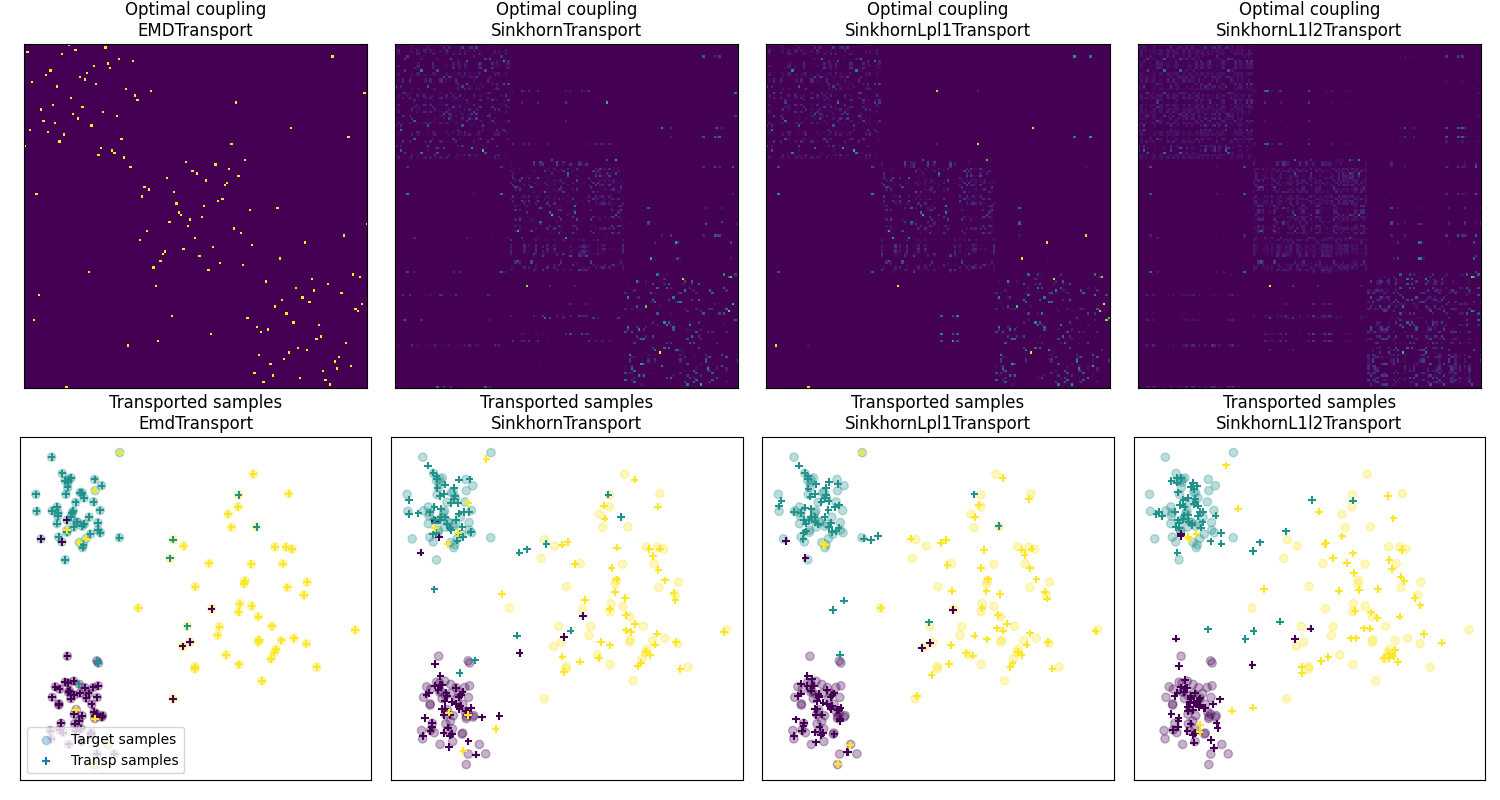 Optimal coupling
EMDTransport
Optimal coupling
SinkhornTransport
Optimal coupling
SinkhornLpl1Transport
Optimal coupling
SinkhornL1l2Transport
Transported samples
EmdTransport
Transported samples
SinkhornTransport
Transported samples
SinkhornLpl1Transport
Transported samples
SinkhornL1l2Transport
Target samples
Transp samples